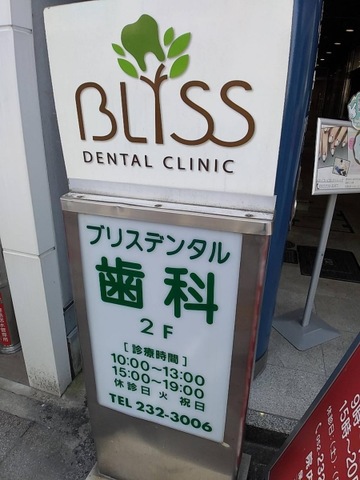 BLYSS
DENTAL CLINIC
ブリスデンタル
歯科
2F
[診療時間]
10:00〜13:00
15:00〜19:00
休診日 火 祝日
TEL 232-3006